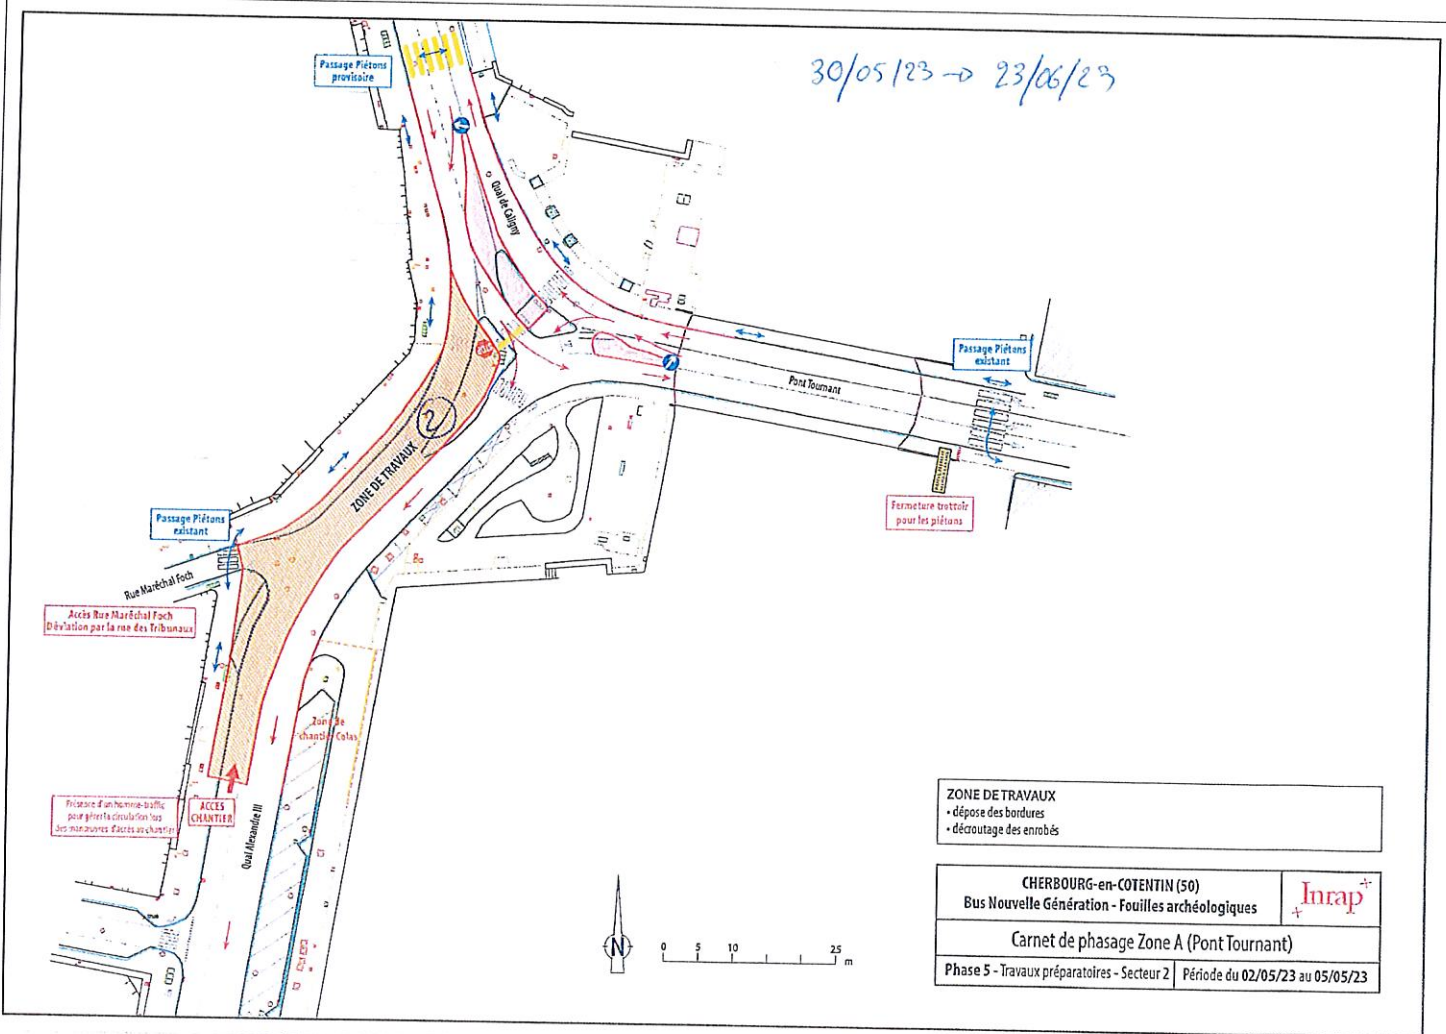 30/05/23 → 23/06/23
Passage Piétons
provisoire
Quai de Caligny
Pont Tournant
Passage Piétons
existant
Fermeture trottoir
pour les piétons
2
ZONE DE TRAVAUX
Passage Piétons
existant
Rue Maréchal Foch
Accès Rue Maréchal Foch
Déviation par la rue des Tribunaux
Zone de
chantier Colas
Présence d'un homme-traffic
pour gérer la circulation lors
des manœuvres d'accès au chantier
ACCES
CHANTIER
Quai Alexandre III
N
0 5 10 25 m
ZONE DE TRAVAUX
• dépose des bordures
• décroutage des enrobés
CHERBOURG-en-COTENTIN (50)
Bus Nouvelle Génération - Fouilles archéologiques
Inrap
Carnet de phasage Zone A (Pont Tournant)
Phase 5 - Travaux préparatoires - Secteur 2
Période du 02/05/23 au 05/05/23